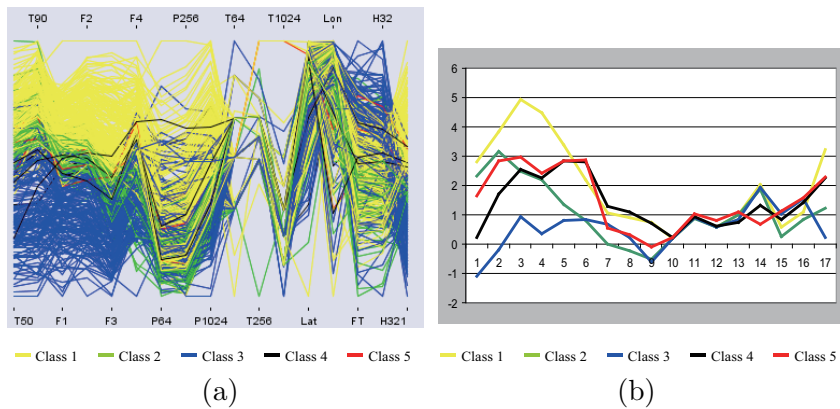 T90 F2 F4 P256 T64 T1024 Lon H32
T50 F1 F3 P64 P1024 T256 Lat FT H321
Class 1 Class 2 Class 3 Class 4 Class 5
(a)
6
5
4
3
2
1
0
-1
-2
1 2 3 4 5 6 7 8 9 10 11 12 13 14 15 16 17
Class 1 Class 2 Class 3 Class 4 Class 5
(b)